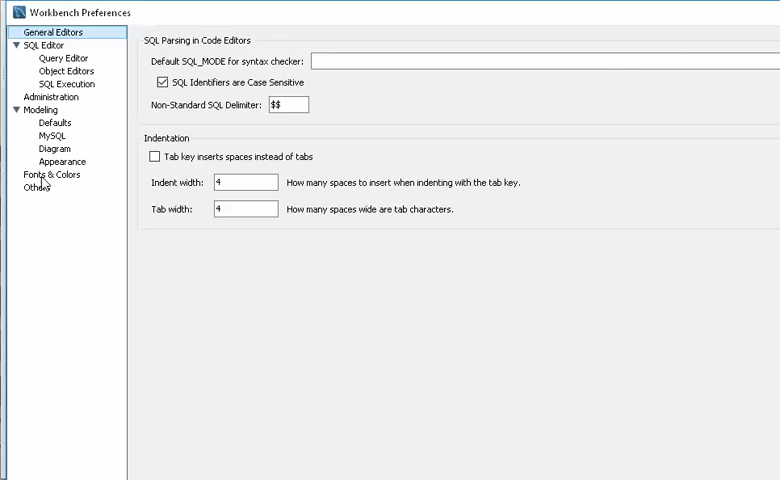 Workbench Preferences
General Editors
SQL Editor
Query Editor
Object Editors
SQL Execution
Administration
Modeling
Defaults
MySQL
Diagram
Appearance
Fonts & Colors
Others
SQL Parsing in Code Editors
Default SQL_MODE for syntax checker:
SQL Identifiers are Case Sensitive
Non-Standard SQL Delimiter: $$
Indentation
Tab key inserts spaces instead of tabs
Indent width: 4 How many spaces to insert when indenting with the tab key.
Tab width: 4 How many spaces wide are tab characters.